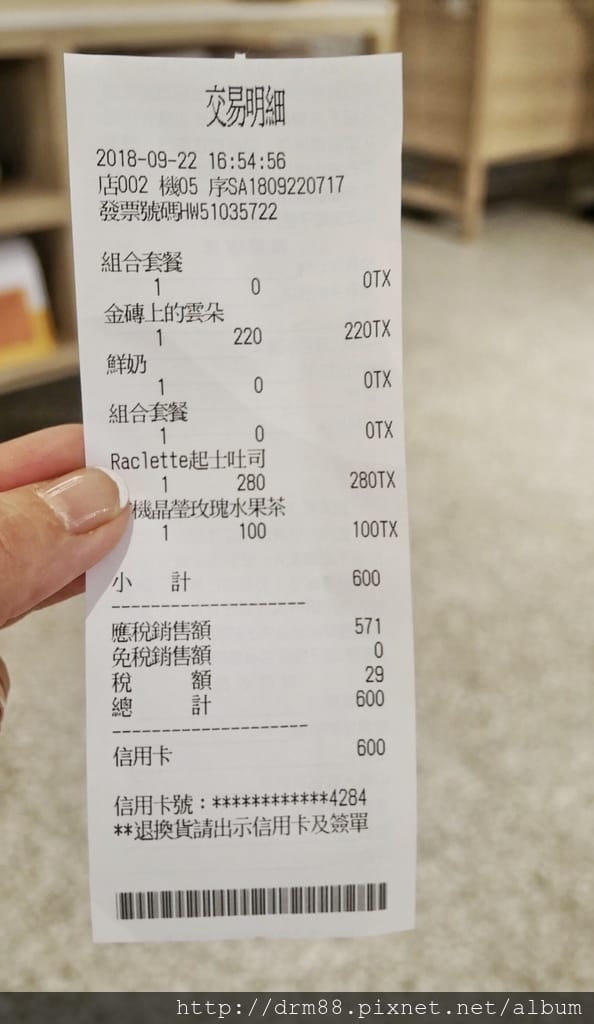 交易明細
2018-09-22 16:54:56
店002 機05 序SA1809220717
發票號碼HW51035722
組合套餐
1 0 0TX
金磚上的雲朵
1 220 220TX
鮮奶
1 0 0TX
組合套餐
1 0 0TX
Raclette起士吐司
1 280 280TX
機晶瑩玫瑰水果茶
1 100 100TX
小 計 600
--------------------
應稅銷售額 571
免稅銷售額 0
稅 額 29
總 計 600
--------------------
信用卡 600
信用卡號：************4284
**退換貨請出示信用卡及簽單
http://drm88.pixnet.net/album